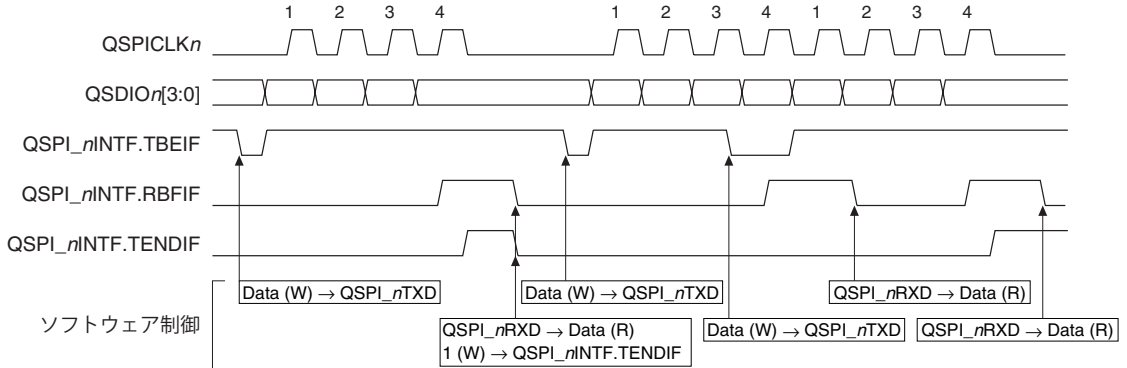 1 2 3 4 1 2 3 4 1 2 3 4
QSPICLKn
QSDIOn[3:0]
QSPI_nINTF.TBEIF
QSPI_nINTF.RBFIF
QSPI_nINTF.TENDIF
ソフトウェア制御
Data (W) → QSPI_nTXD
QSPI_nRXD → Data (R)
1 (W) → QSPI_nINTF.TENDIF
Data (W) → QSPI_nTXD
Data (W) → QSPI_nTXD
QSPI_nRXD → Data (R)
QSPI_nRXD → Data (R)